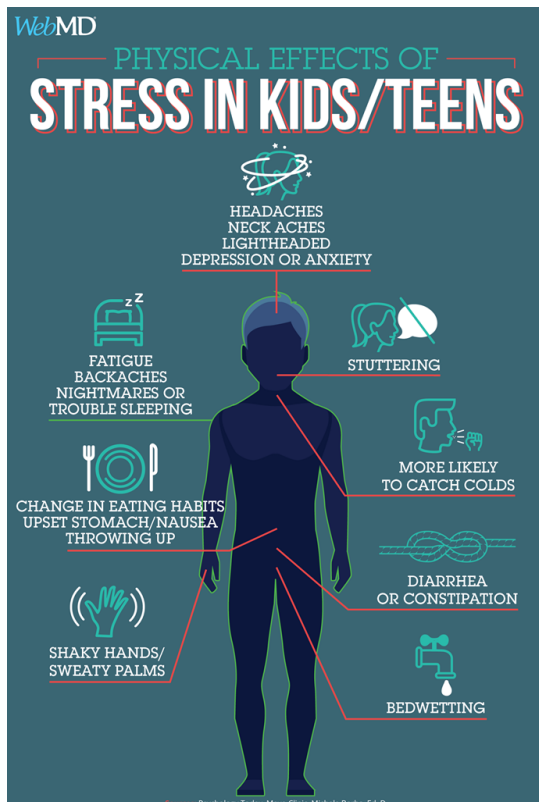 WebMD
PHYSICAL EFFECTS OF
STRESS IN KIDS/TEENS
HEADACHES
NECK ACHES
LIGHTHEADED
DEPRESSION OR ANXIETY
z z
FATIGUE
BACKACHES
NIGHTMARES OR
TROUBLE SLEEPING
STUTTERING
MORE LIKELY
TO CATCH COLDS
CHANGE IN EATING HABITS
UPSET STOMACH/NAUSEA
THROWING UP
DIARRHEA
OR CONSTIPATION
SHAKY HANDS/
SWEATY PALMS
BEDWETTING